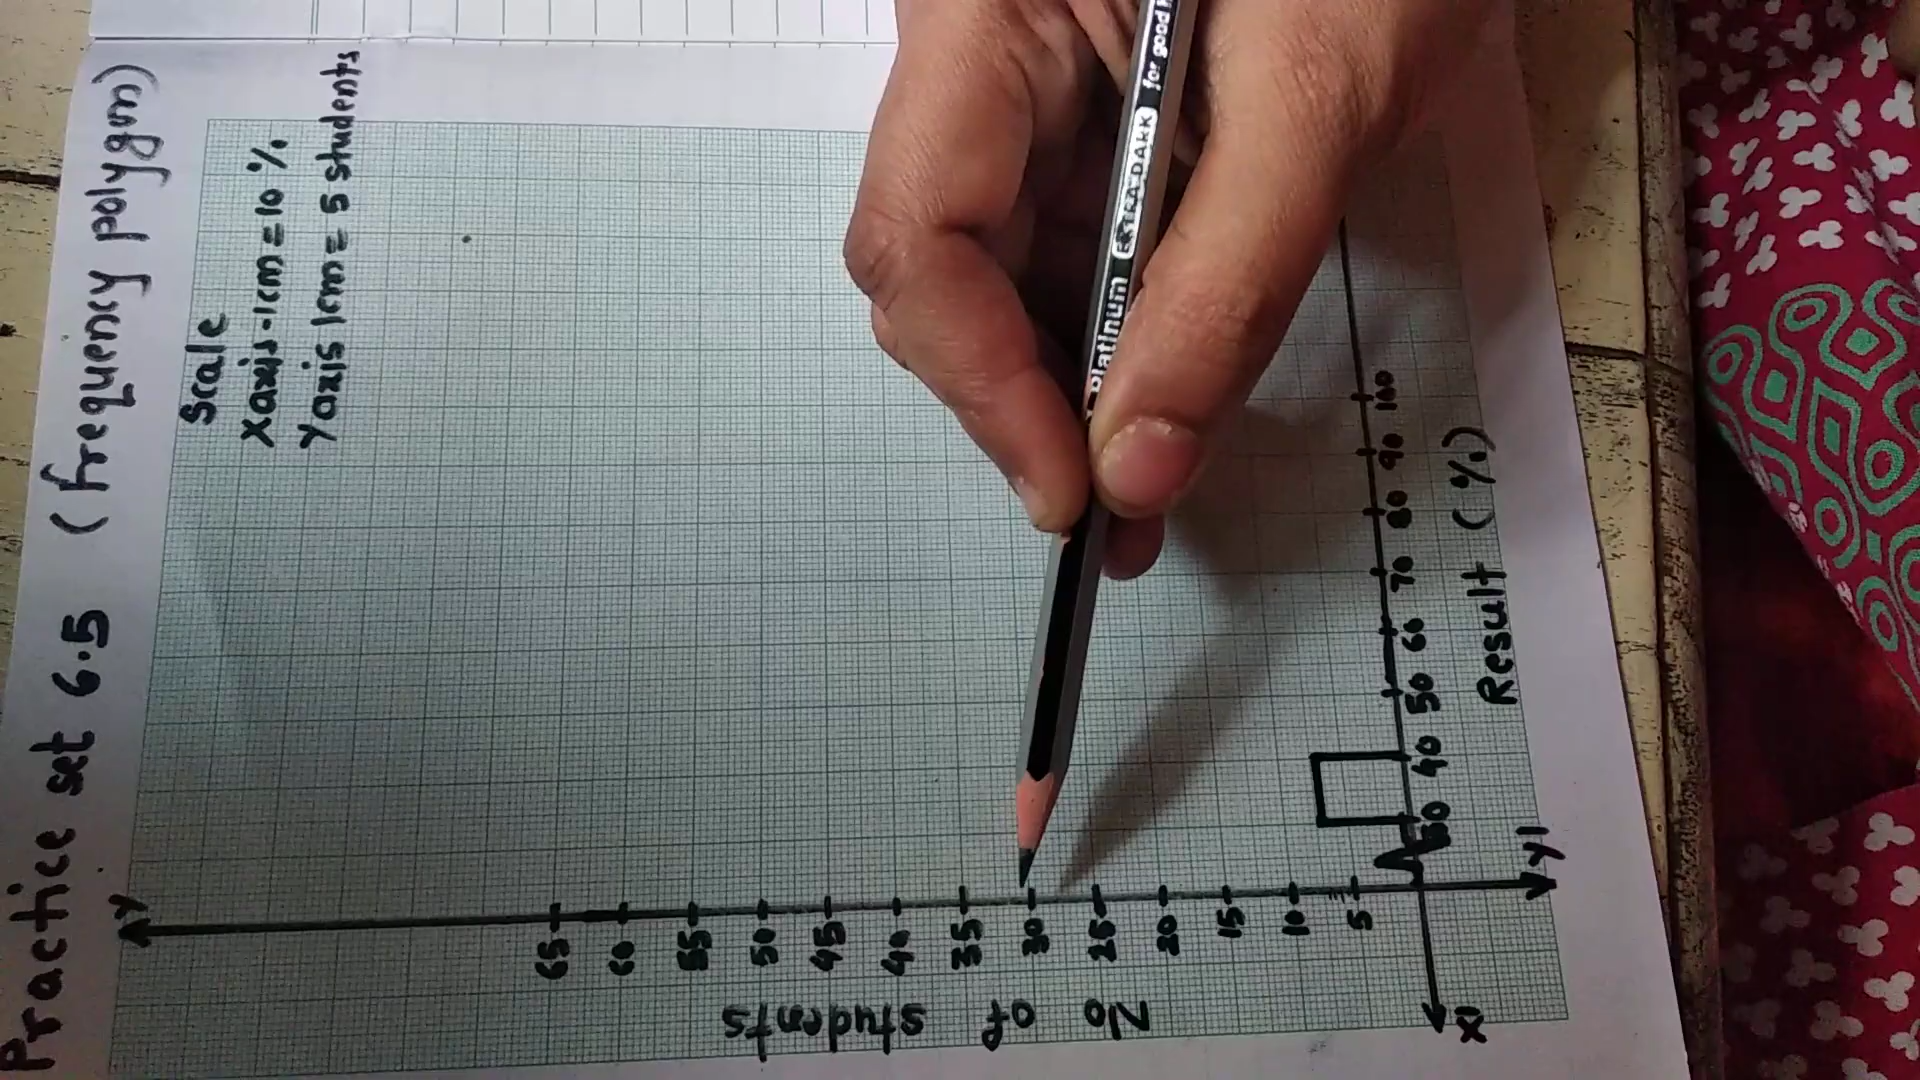 Practice set 6.5 (frequency polygon)
Scale
X axis - 1cm = 10 %
Y axis 1cm = 5 students
Y
65
60
55
50
45
40
35
30
25
20
15
10
5
No of students
30 40 50 60 70 80 90 100
Result (%)
X1
Y1
Platinum EXTRA DARK for good